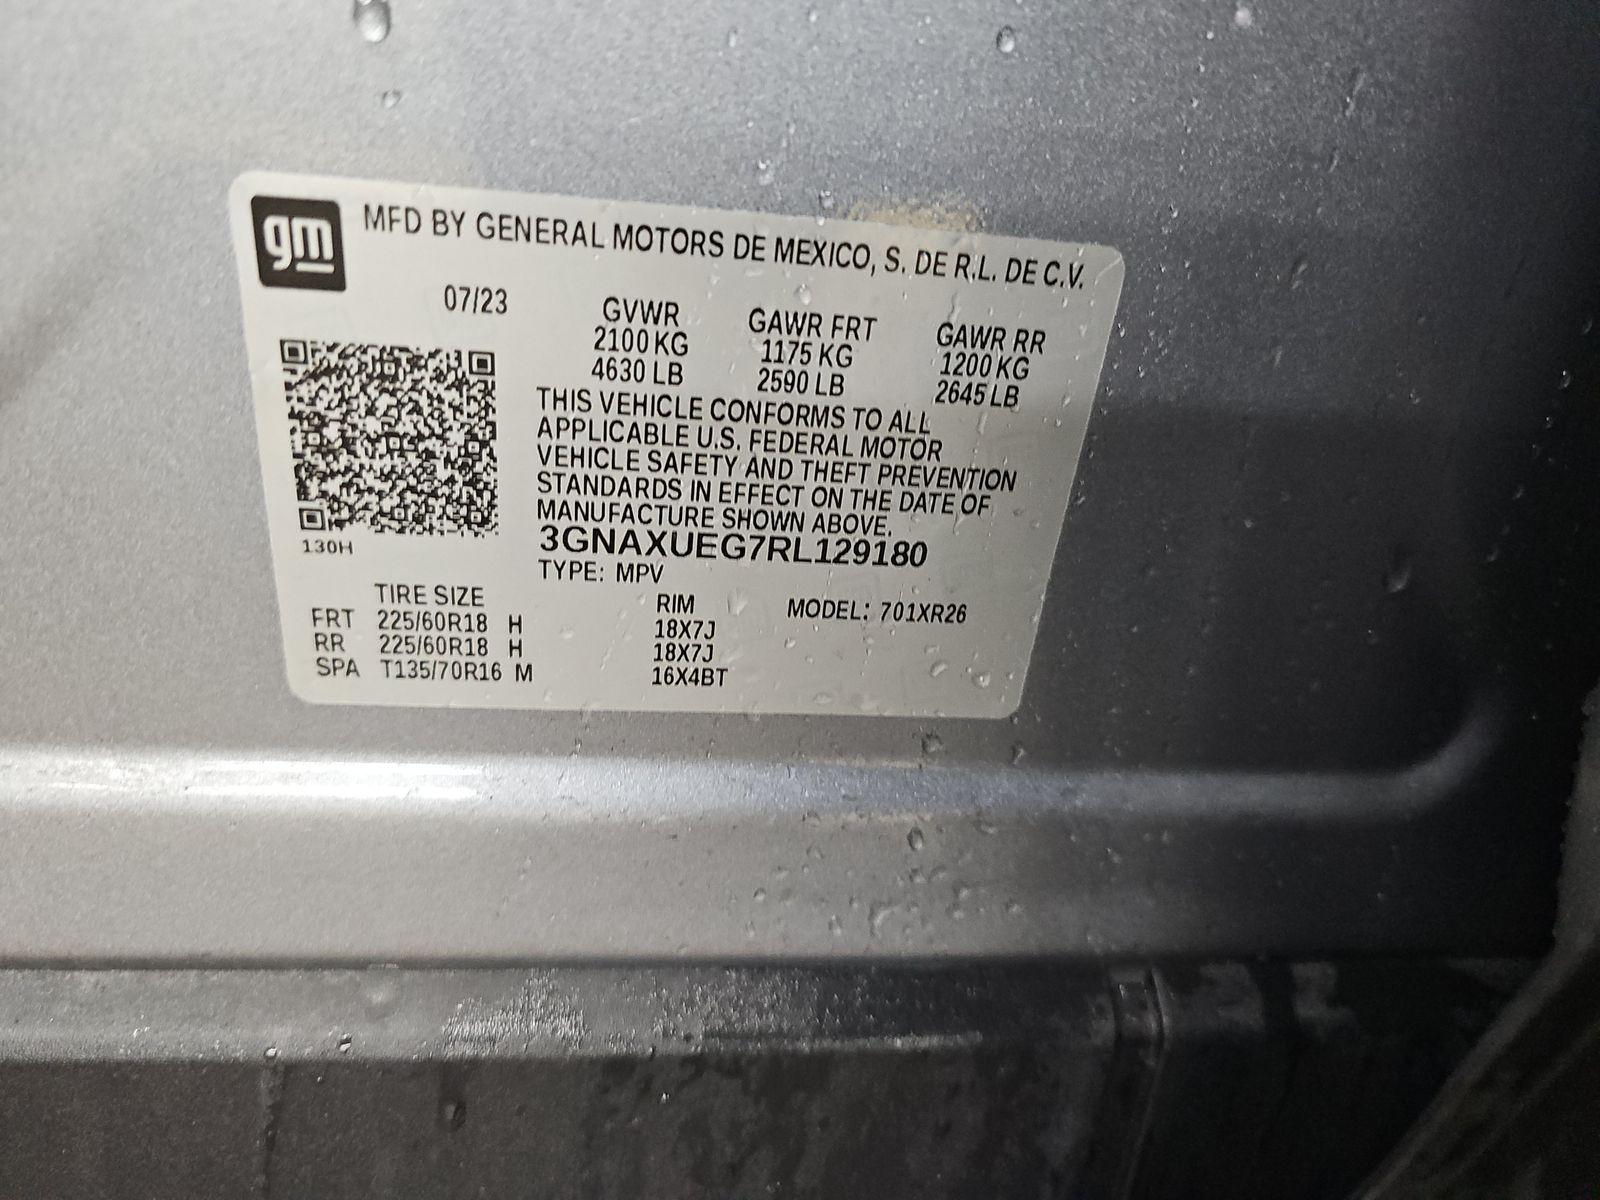 gm
MFD BY GENERAL MOTORS DE MEXICO, S. DE R.L. DE C.V.
07/23
GVWR GAWR FRT GAWR RR
2100 KG 1175 KG 1200 KG
4630 LB 2590 LB 2645 LB
THIS VEHICLE CONFORMS TO ALL
APPLICABLE U.S. FEDERAL MOTOR
VEHICLE SAFETY AND THEFT PREVENTION
STANDARDS IN EFFECT ON THE DATE OF
MANUFACTURE SHOWN ABOVE.
130H
3GNAXUEG7RL129180
TYPE: MPV
TIRE SIZE RIM MODEL: 701XR26
FRT 225/60R18 H 18X7J
RR 225/60R18 H 18X7J
SPA T135/70R16 M 16X4BT